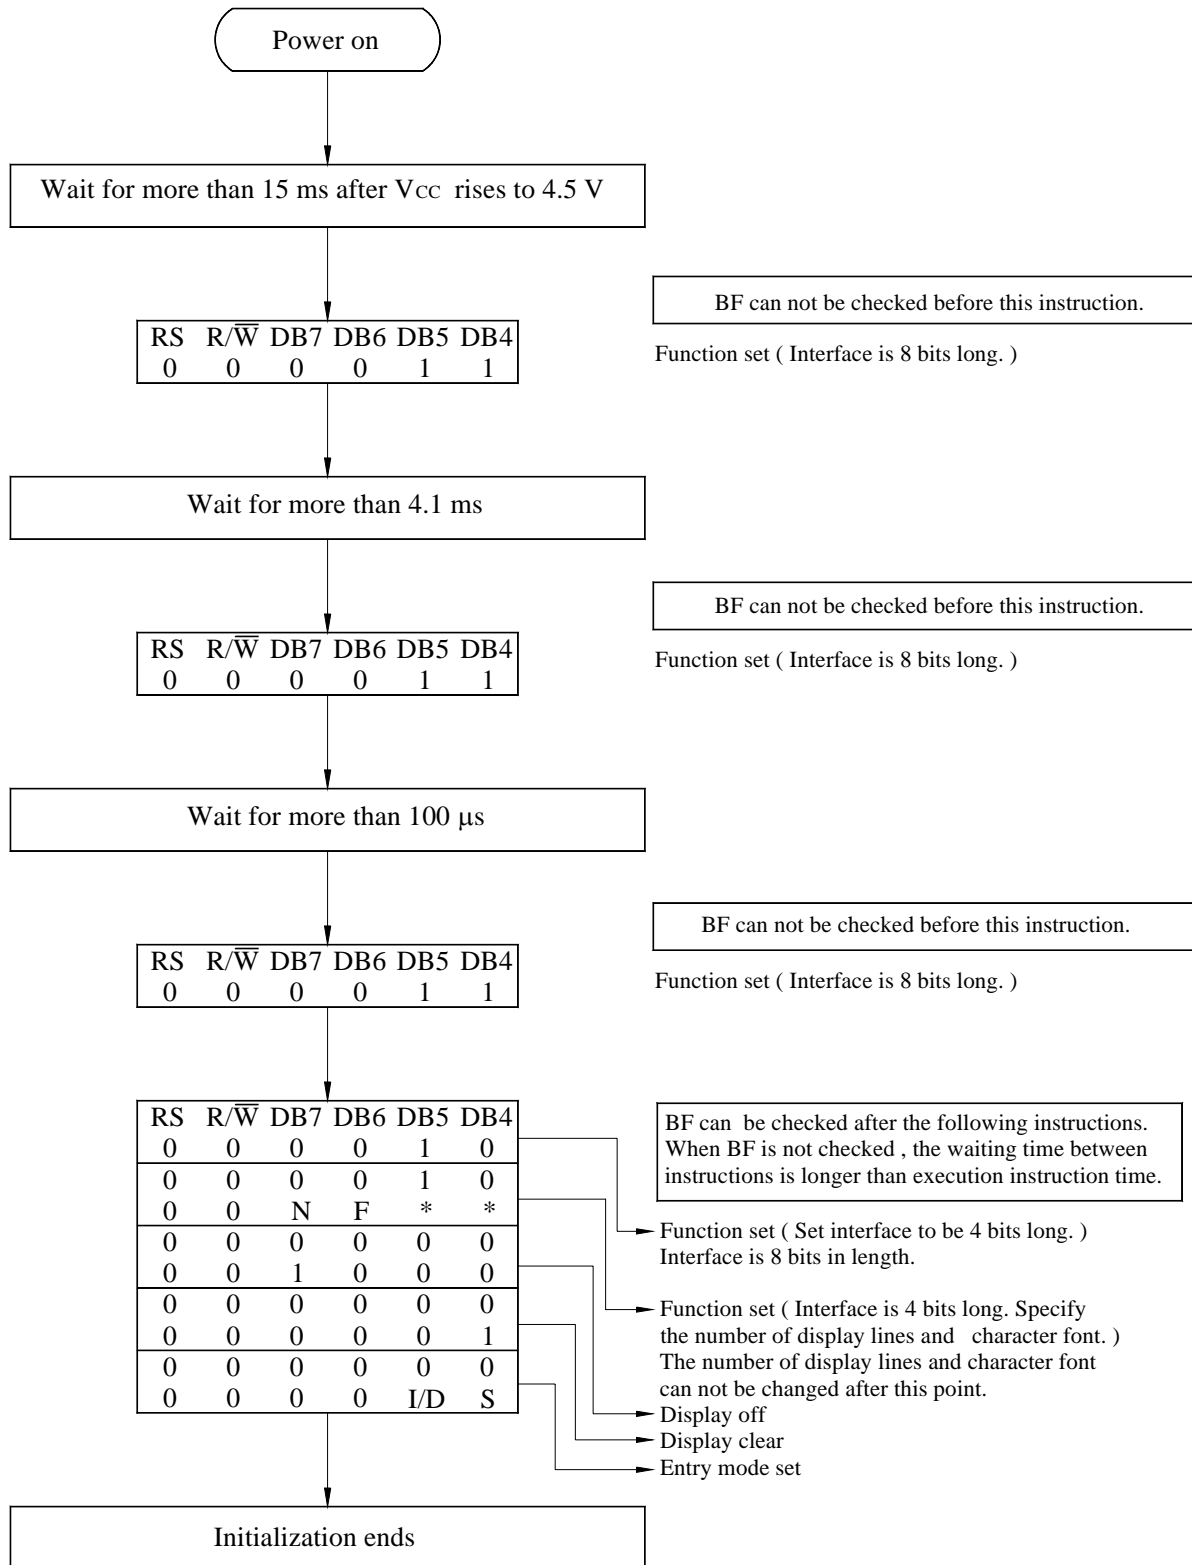 Power on
Wait for more than 15 ms after Vcc rises to 4.5 V
BF can not be checked before this instruction.
RS R/W̅ DB7 DB6 DB5 DB4
0 0 0 0 1 1
Function set ( Interface is 8 bits long. )
Wait for more than 4.1 ms
BF can not be checked before this instruction.
RS R/W̅ DB7 DB6 DB5 DB4
0 0 0 0 1 1
Function set ( Interface is 8 bits long. )
Wait for more than 100 μs
BF can not be checked before this instruction.
RS R/W̅ DB7 DB6 DB5 DB4
0 0 0 0 1 1
Function set ( Interface is 8 bits long. )
RS R/W̅ DB7 DB6 DB5 DB4
0 0 0 0 1 0
0 0 0 0 1 0
0 0 N F * *
0 0 0 0 0 0
0 0 1 0 0 0
0 0 0 0 0 0
0 0 0 0 0 1
0 0 0 0 0 0
0 0 0 0 I/D S
BF can be checked after the following instructions.
When BF is not checked , the waiting time between
instructions is longer than execution instruction time.
Function set ( Set interface to be 4 bits long. )
Interface is 8 bits in length.
Function set ( Interface is 4 bits long. Specify
the number of display lines and character font. )
The number of display lines and character font
can not be changed after this point.
Display off
Display clear
Entry mode set
Initialization ends